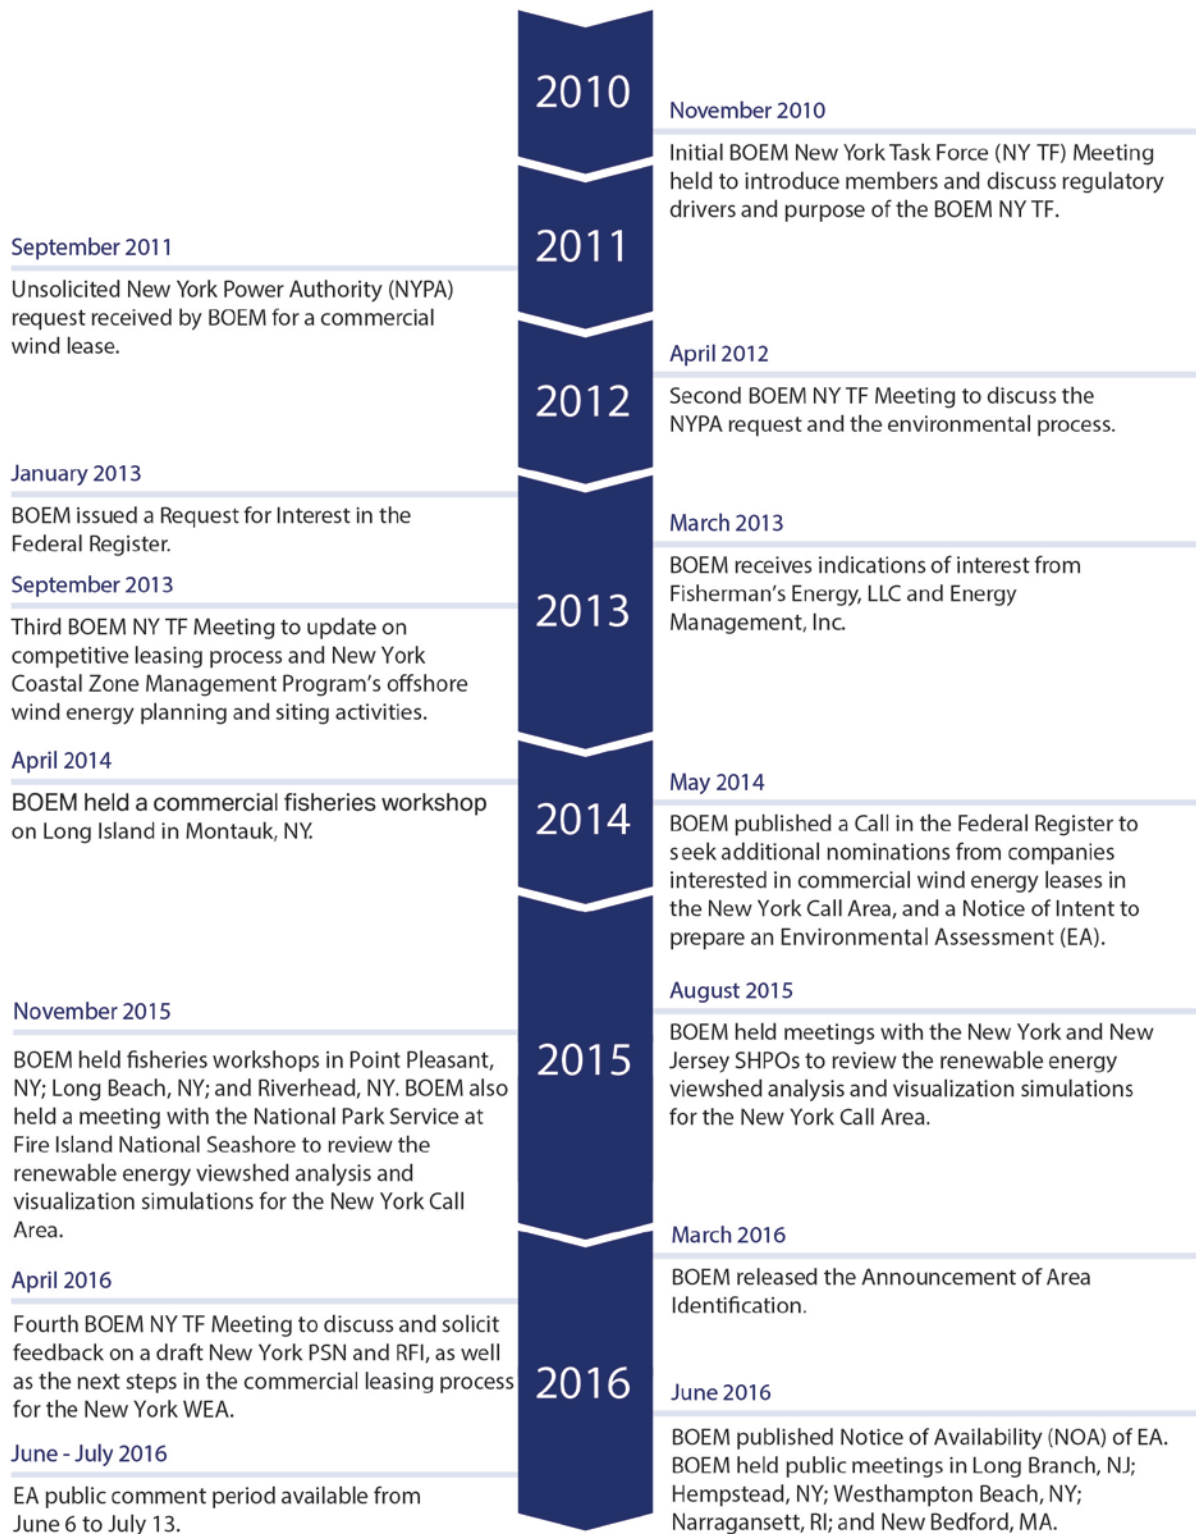 2010
November 2010
Initial BOEM New York Task Force (NY TF) Meeting
held to introduce members and discuss regulatory
drivers and purpose of the BOEM NY TF.
2011
September 2011
Unsolicited New York Power Authority (NYPA)
request received by BOEM for a commercial
wind lease.
2012
April 2012
Second BOEM NY TF Meeting to discuss the
NYPA request and the environmental process.
January 2013
BOEM issued a Request for Interest in the
Federal Register.
2013
March 2013
BOEM receives indications of interest from
Fisherman's Energy, LLC and Energy
Management, Inc.
September 2013
Third BOEM NY TF Meeting to update on
competitive leasing process and New York
Coastal Zone Management Program's offshore
wind energy planning and siting activities.
April 2014
BOEM held a commercial fisheries workshop
on Long Island in Montauk, NY.
2014
May 2014
BOEM published a Call in the Federal Register to
seek additional nominations from companies
interested in commercial wind energy leases in
the New York Call Area, and a Notice of Intent to
prepare an Environmental Assessment (EA).
2015
August 2015
BOEM held meetings with the New York and New
Jersey SHPOs to review the renewable energy
viewshed analysis and visualization simulations
for the New York Call Area.
November 2015
BOEM held fisheries workshops in Point Pleasant,
NY; Long Beach, NY; and Riverhead, NY. BOEM also
held a meeting with the National Park Service at
Fire Island National Seashore to review the
renewable energy viewshed analysis and
visualization simulations for the New York Call
Area.
March 2016
BOEM released the Announcement of Area
Identification.
April 2016
Fourth BOEM NY TF Meeting to discuss and solicit
feedback on a draft New York PSN and RFI, as well
as the next steps in the commercial leasing process
for the New York WEA.
2016
June 2016
BOEM published Notice of Availability (NOA) of EA.
BOEM held public meetings in Long Branch, NJ;
Hempstead, NY; Westhampton Beach, NY;
Narragansett, RI; and New Bedford, MA.
June - July 2016
EA public comment period available from
June 6 to July 13.